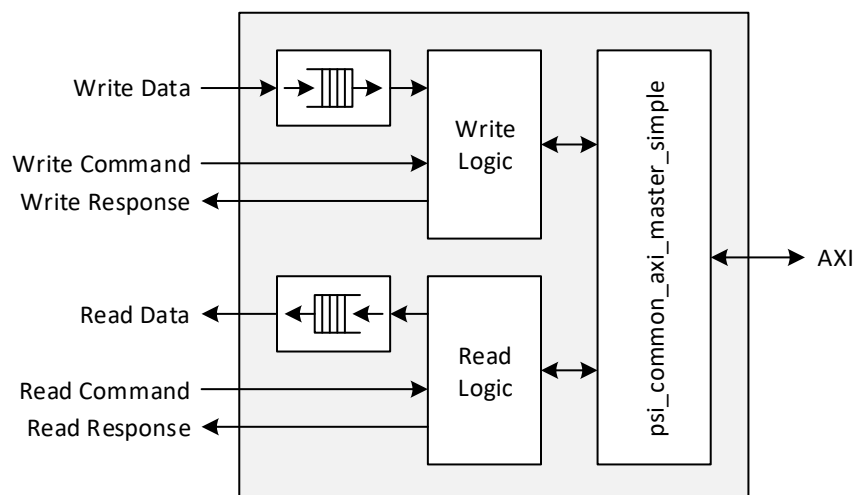 Write Data
Write Command
Write Response
Write
Logic
psi_common_axi_master_simple
AXI
Read Data
Read Command
Read Response
Read
Logic